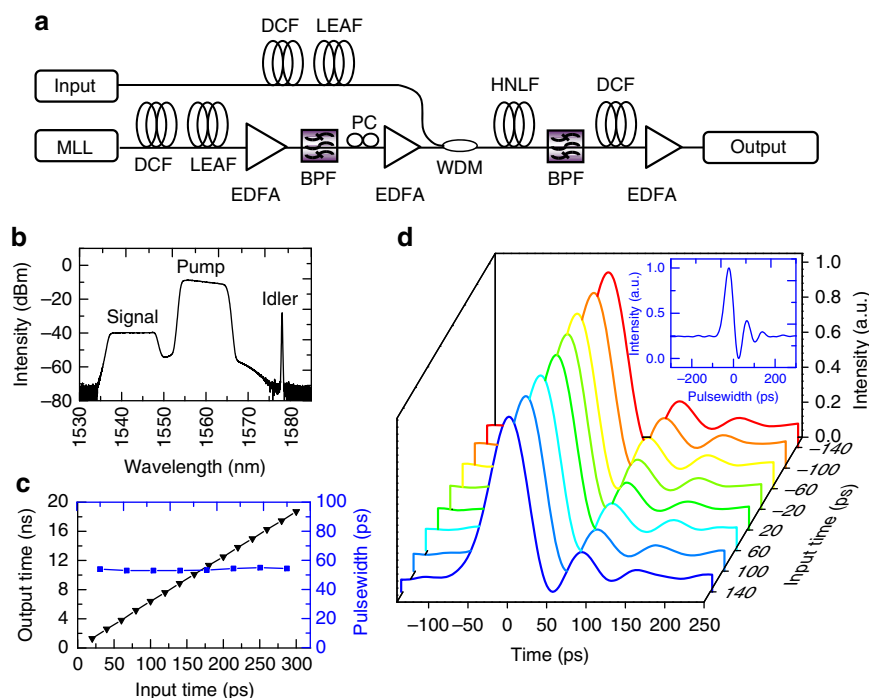 a
DCF LEAF
Input
HNLF DCF
MLL
PC
DCF LEAF
EDFA
BPF
EDFA
WDM
BPF
EDFA
Output
b
Intensity (dBm)
0
−20
−40
−60
−80
Signal
Pump
Idler
1530 1540 1550 1560 1570 1580
Wavelength (nm)
c
Output time (ns)
20
16
12
8
4
0
100
80
60
40
20
0
Pulsewidth (ps)
0 50 100 150 200 250 300
Input time (ps)
d
Intensity (a.u.)
1.0
0.5
0.0
−200 0 200
Pulsewidth (ps)
1.0
0.8
0.6
0.4
0.2
0.0
Intensity (a.u.)
−140
−100
−60
−20
20
60
100
140
Input time (ps)
−100 −50 0 50 100 150 200 250
Time (ps)